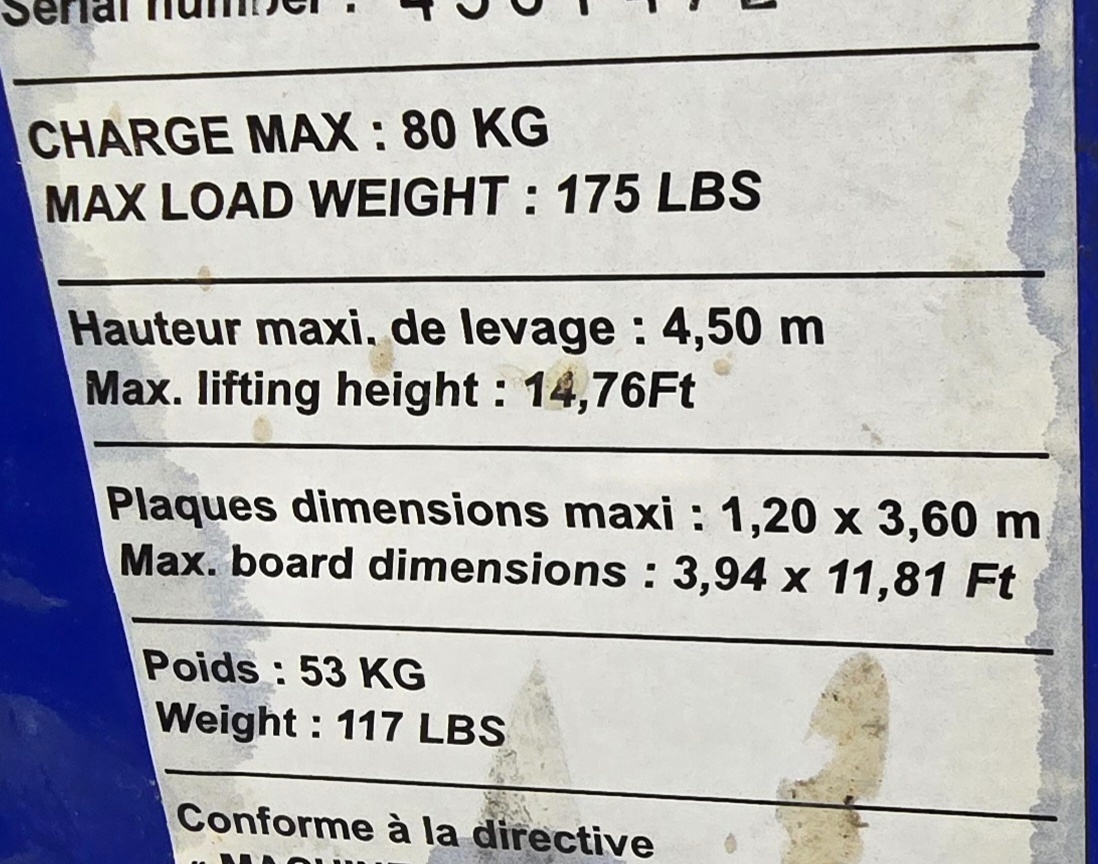 Serial number :
CHARGE MAX : 80 KG
MAX LOAD WEIGHT : 175 LBS
Hauteur maxi. de levage : 4,50 m
Max. lifting height : 14,76Ft
Plaques dimensions maxi : 1,20 x 3,60 m
Max. board dimensions : 3,94 x 11,81 Ft
Poids : 53 KG
Weight : 117 LBS
Conforme à la directive